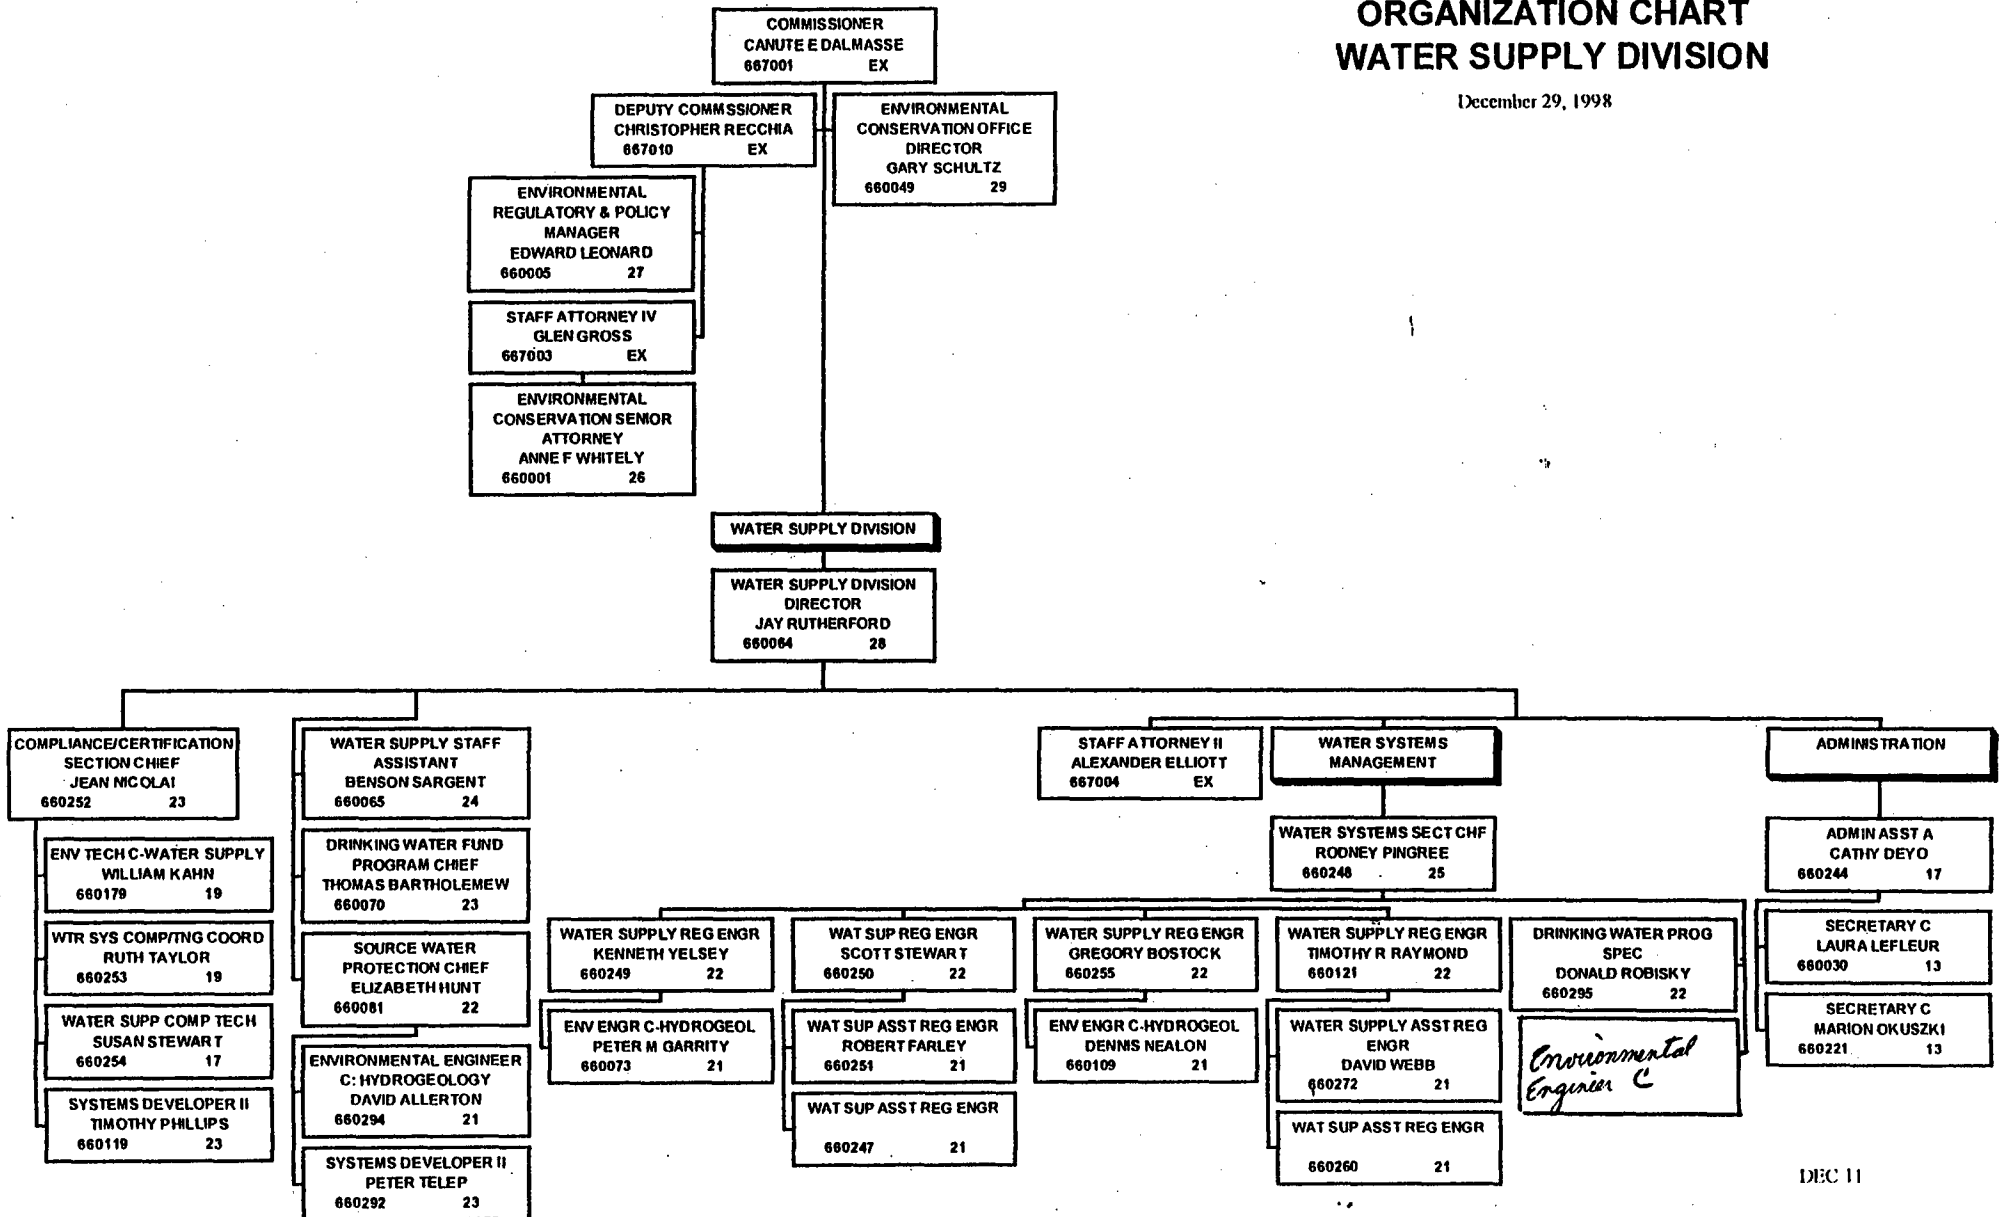 ORGANIZATION CHART
WATER SUPPLY DIVISION
December 29, 1998
COMMISSIONER
CANUTE E DALMASSE
667001 EX
DEPUTY COMMSSIONER
CHRISTOPHER RECCHIA
667010 EX
ENVIRONMENTAL
CONSERVATION OFFICE
DIRECTOR
GARY SCHULTZ
660049 29
ENVIRONMENTAL
REGULATORY & POLICY
MANAGER
EDWARD LEONARD
660005 27
STAFF ATTORNEY IV
GLEN GROSS
667003 EX
ENVIRONMENTAL
CONSERVATION SENIOR
ATTORNEY
ANNE F WHITELY
660001 26
WATER SUPPLY DIVISION
WATER SUPPLY DIVISION
DIRECTOR
JAY RUTHERFORD
660064 28
COMPLIANCE/CERTIFICATION
SECTION CHIEF
JEAN NICOLAI
660252 23
ENV TECH C-WATER SUPPLY
WILLIAM KAHN
660179 19
WTR SYS COMP/TNG COORD
RUTH TAYLOR
660253 19
WATER SUPP COMP TECH
SUSAN STEWART
660254 17
SYSTEMS DEVELOPER II
TIMOTHY PHILLIPS
660119 23
WATER SUPPLY STAFF
ASSISTANT
BENSON SARGENT
660065 24
DRINKING WATER FUND
PROGRAM CHIEF
THOMAS BARTHOLEMEW
660070 23
SOURCE WATER
PROTECTION CHIEF
ELIZABETH HUNT
660081 22
ENVIRONMENTAL ENGINEER
C: HYDROGEOLOGY
DAVID ALLERTON
660294 21
SYSTEMS DEVELOPER II
PETER TELEP
660292 23
STAFF ATTORNEY II
ALEXANDER ELLIOTT
667004 EX
WATER SYSTEMS
MANAGEMENT
WATER SYSTEMS SECT CHF
RODNEY PINGREE
660248 25
WATER SUPPLY REG ENGR
KENNETH YELSEY
660249 22
ENV ENGR C-HYDROGEOL
PETER M GARRITY
660073 21
WAT SUP REG ENGR
SCOTT STEWART
660250 22
WAT SUP ASST REG ENGR
ROBERT FARLEY
660251 21
WAT SUP ASST REG ENGR
660247 21
WATER SUPPLY REG ENGR
GREGORY BOSTOCK
660255 22
ENV ENGR C-HYDROGEOL
DENNIS NEALON
660109 21
WATER SUPPLY REG ENGR
TIMOTHY R RAYMOND
660121 22
WATER SUPPLY ASST REG
ENGR
DAVID WEBB
660272 21
WAT SUP ASST REG ENGR
660260 21
DRINKING WATER PROG
SPEC
DONALD ROBISKY
660295 22
Environmental
Engineer C
ADMINISTRATION
ADMIN ASST A
CATHY DEYO
660244 17
SECRETARY C
LAURA LEFLEUR
660030 13
SECRETARY C
MARION OKUSZKI
660221 13
DEC 11